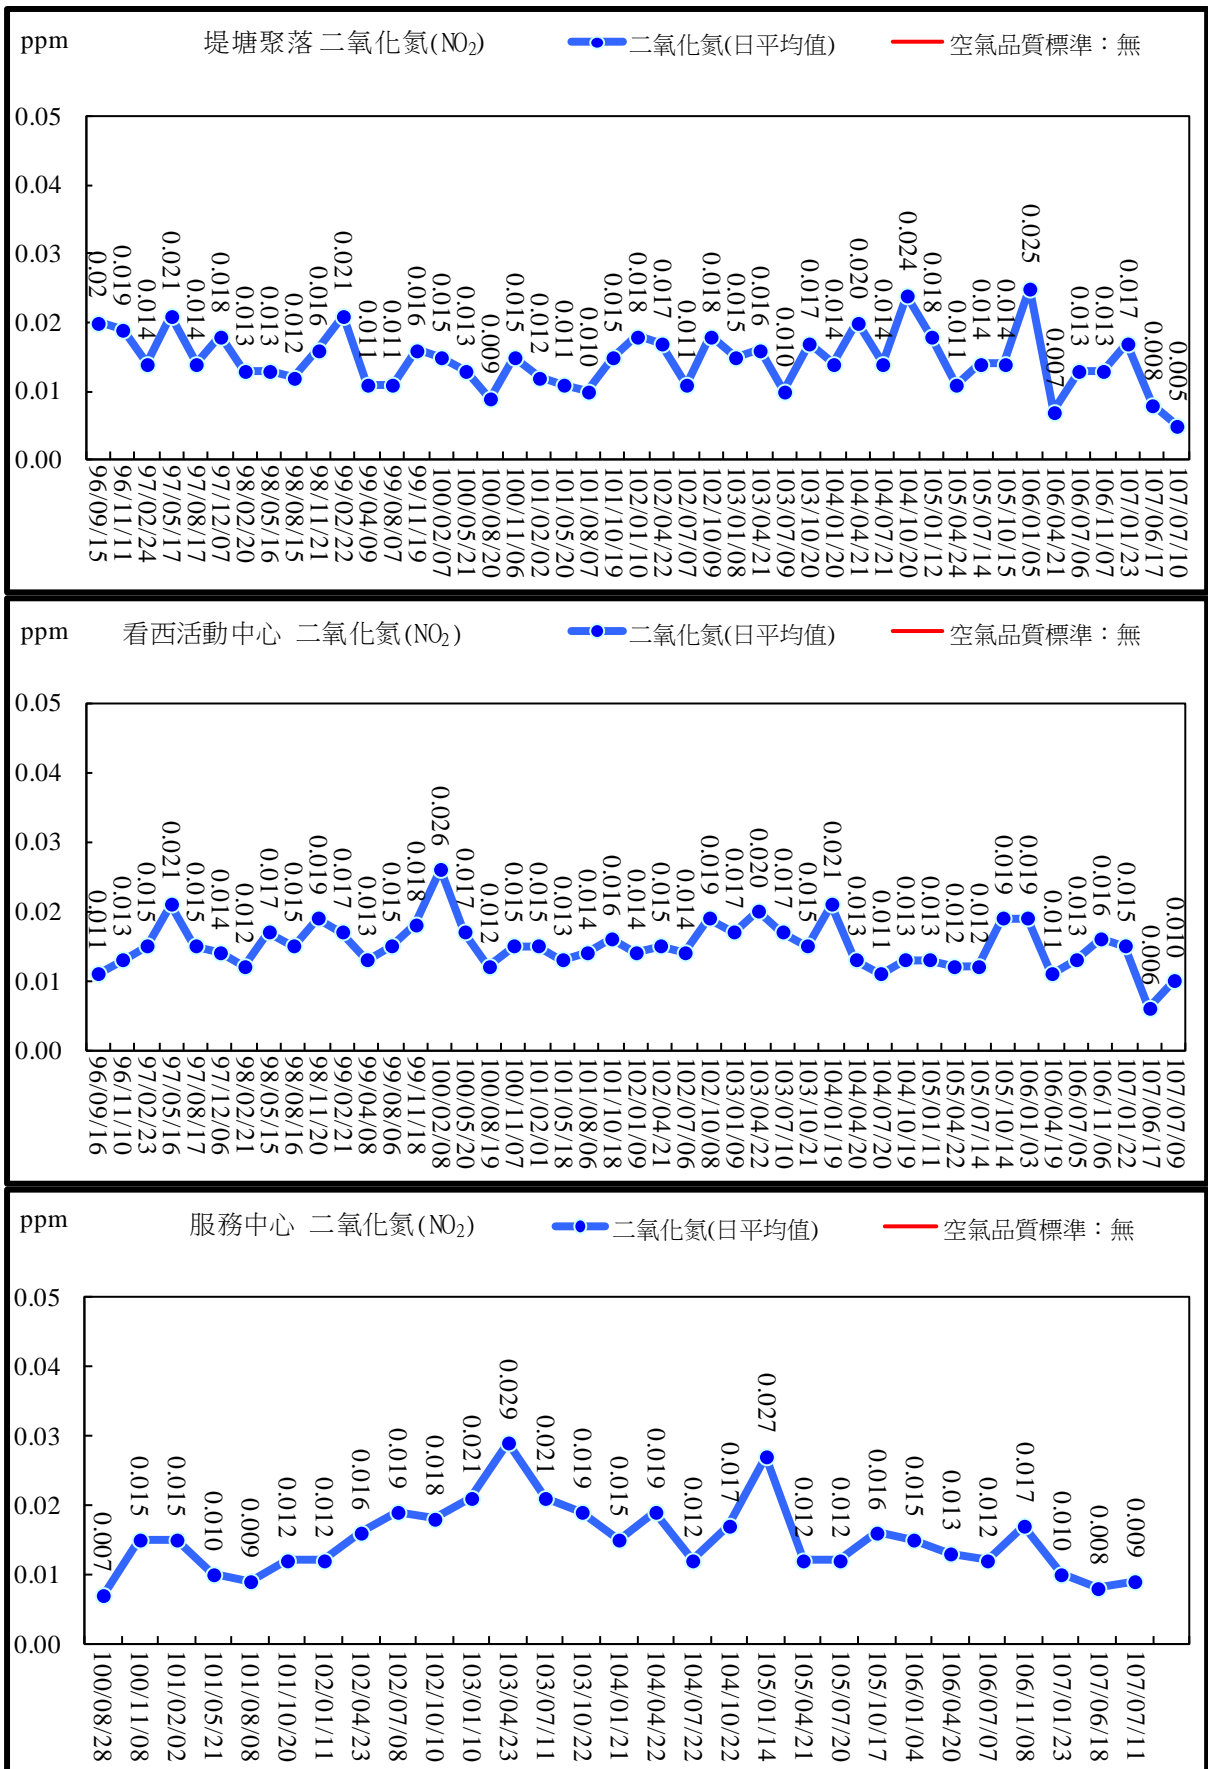 ppm 堤塘聚落 二氧化氮(NO2) 二氧化氮(日平均值) 空氣品質標準：無
0.05
0.04
0.03
0.02
0.01
0.00
0.02 0.019 0.014 0.021 0.014 0.018 0.013 0.013 0.012 0.016 0.021 0.011 0.011 0.016 0.015 0.013 0.009 0.015 0.012 0.011 0.010 0.015 0.018 0.017 0.011 0.018 0.015 0.016 0.010 0.017 0.014 0.020 0.014 0.024 0.018 0.011 0.014 0.014 0.025 0.007 0.013 0.013 0.017 0.008 0.005
96/09/15 96/11/11 97/02/24 97/05/17 97/08/17 97/12/07 98/02/20 98/05/16 98/08/15 98/11/21 99/02/22 99/04/09 99/08/07 99/11/19 100/02/07 100/05/21 100/08/20 100/11/06 101/02/02 101/05/20 101/08/07 101/10/19 102/01/10 102/04/22 102/07/07 102/10/09 103/01/08 103/04/21 103/07/09 103/10/20 104/01/20 104/04/21 104/07/21 104/10/20 105/01/12 105/04/24 105/07/14 105/10/15 106/01/05 106/04/21 106/07/06 106/11/07 107/01/23 107/06/17 107/07/10
ppm 看西活動中心 二氧化氮(NO2) 二氧化氮(日平均值) 空氣品質標準：無
0.05
0.04
0.03
0.02
0.01
0.00
0.011 0.013 0.015 0.021 0.015 0.014 0.012 0.017 0.015 0.019 0.017 0.013 0.015 0.018 0.026 0.017 0.012 0.015 0.015 0.013 0.014 0.016 0.014 0.015 0.014 0.019 0.017 0.020 0.017 0.015 0.021 0.013 0.011 0.013 0.013 0.012 0.012 0.019 0.019 0.011 0.013 0.016 0.015 0.006 0.010
96/09/16 96/11/10 97/02/23 97/05/16 97/08/17 97/12/06 98/02/21 98/05/15 98/08/16 98/11/20 99/02/21 99/04/08 99/08/06 99/11/18 100/02/08 100/05/20 100/08/19 100/11/07 101/02/01 101/05/18 101/08/06 101/10/18 102/01/09 102/04/21 102/07/06 102/10/08 103/01/09 103/04/22 103/07/10 103/10/21 104/01/19 104/04/20 104/07/20 104/10/19 105/01/11 105/04/22 105/07/14 105/10/14 106/01/03 106/04/19 106/07/05 106/11/06 107/01/22 107/06/17 107/07/09
ppm 服務中心 二氧化氮(NO2) 二氧化氮(日平均值) 空氣品質標準：無
0.05
0.04
0.03
0.02
0.01
0.00
0.007 0.015 0.015 0.010 0.009 0.012 0.012 0.016 0.019 0.018 0.021 0.029 0.021 0.019 0.015 0.019 0.012 0.017 0.027 0.012 0.012 0.016 0.015 0.013 0.012 0.017 0.010 0.008 0.009
100/08/28 100/11/08 101/02/02 101/05/21 101/08/08 101/10/20 102/01/11 102/04/23 102/07/08 102/10/10 103/01/10 103/04/23 103/07/11 103/10/22 104/01/21 104/04/22 104/07/22 104/10/22 105/01/14 105/04/21 105/07/20 105/10/17 106/01/04 106/04/20 106/07/07 106/11/08 107/01/23 107/06/18 107/07/11